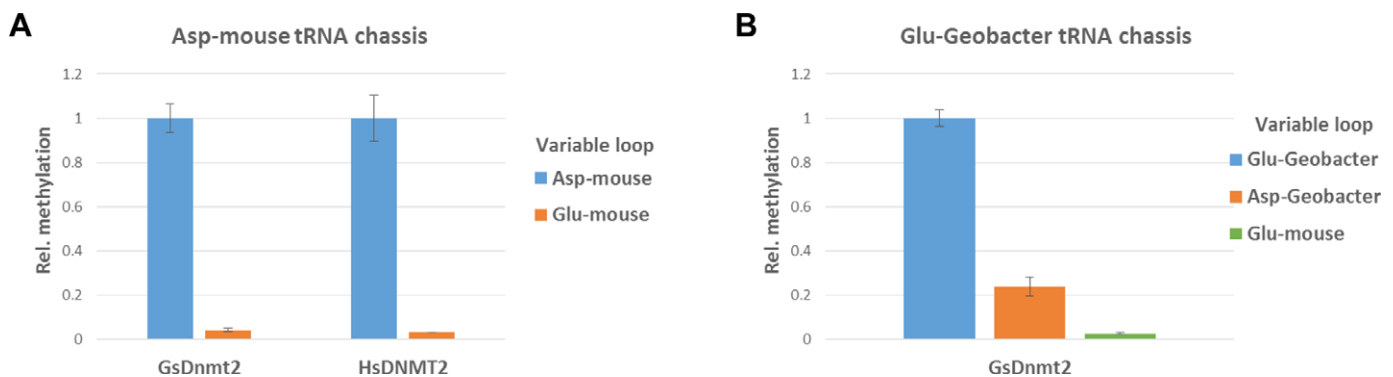 A
Asp-mouse tRNA chassis
Rel. methylation
1.2
1
0.8
0.6
0.4
0.2
0
GsDnmt2
HsDNMT2
Variable loop
Asp-mouse
Glu-mouse
B
Glu-Geobacter tRNA chassis
Rel. methylation
1.2
1
0.8
0.6
0.4
0.2
0
GsDnmt2
Variable loop
Glu-Geobacter
Asp-Geobacter
Glu-mouse